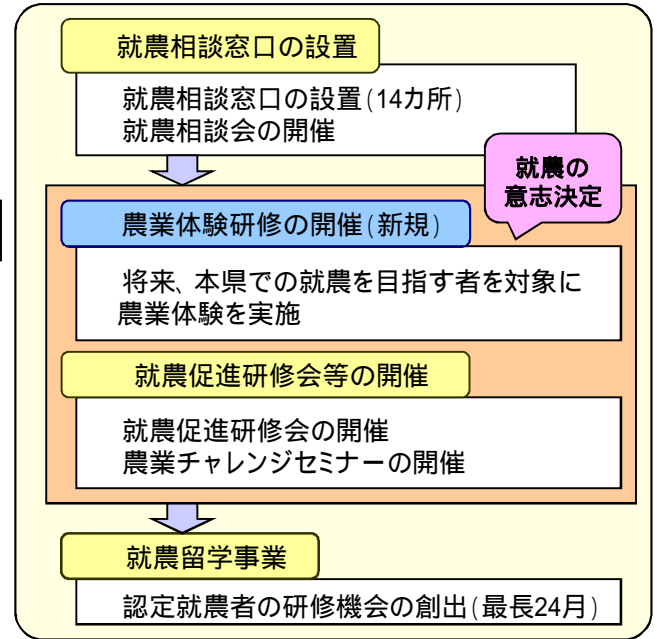 就農相談窓口の設置
就農相談窓口の設置(14カ所)
就農相談会の開催
就農の
意志決定
農業体験研修の開催(新規)
将来、本県での就農を目指す者を対象に
農業体験を実施
就農促進研修会等の開催
就農促進研修会の開催
農業チャレンジセミナーの開催
就農留学事業
認定就農者の研修機会の創出(最長24月)